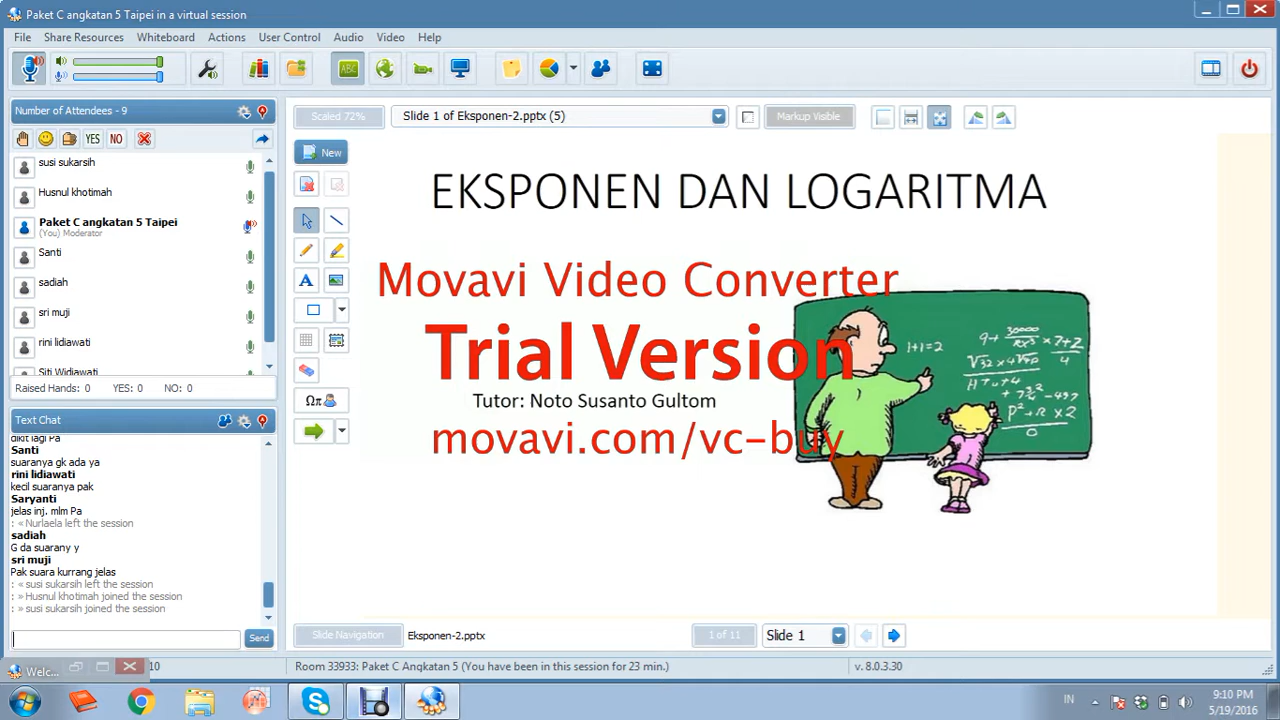 Paket C angkatan 5 Taipei in a virtual session
File Share Resources Whiteboard Actions User Control Audio Video Help
Number of Attendees - 9
YES NO
susi sukarsih
Husnul khotimah
Paket C angkatan 5 Taipei
(You) Moderator
Santi
sadiah
sri muji
rini lidiawati
Siti Widiawati
Raised Hands: 0 YES: 0 NO: 0
Text Chat
dikit lagi Pa
Santi
suaranya gk ada ya
rini lidiawati
kecil suaranya pak
Saryanti
jelas inj. mlm Pa
: « Nurlaela left the session
sadiah
G da suarany y
sri muji
Pak suara kurrang jelas
: « susi sukarsih left the session
: » Husnul khotimah joined the session
: » susi sukarsih joined the session
Send
ABC
Scaled 72%
Slide 1 of Eksponen-2.pptx (5)
Markup Visible
New
A
Ωπ
EKSPONEN DAN LOGARITMA
Movavi Video Converter
Trial Version
Tutor: Noto Susanto Gultom
movavi.com/vc-buy
1+1=2
Slide Navigation
Eksponen-2.pptx
1 of 11
Slide 1
Welc...
10
Room 33933: Paket C Angkatan 5 (You have been in this session for 23 min.)
v. 8.0.3.30
IN
9:10 PM
5/19/2016